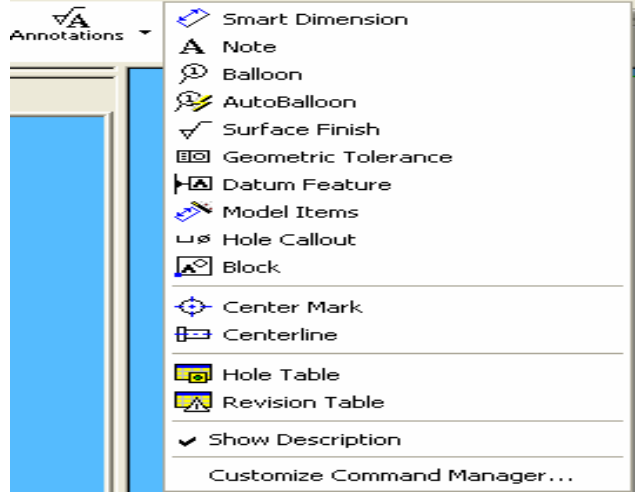 Annotations
Smart Dimension
Note
Balloon
AutoBalloon
Surface Finish
Geometric Tolerance
Datum Feature
Model Items
Hole Callout
Block
Center Mark
Centerline
Hole Table
Revision Table
Show Description
Customize Command Manager...